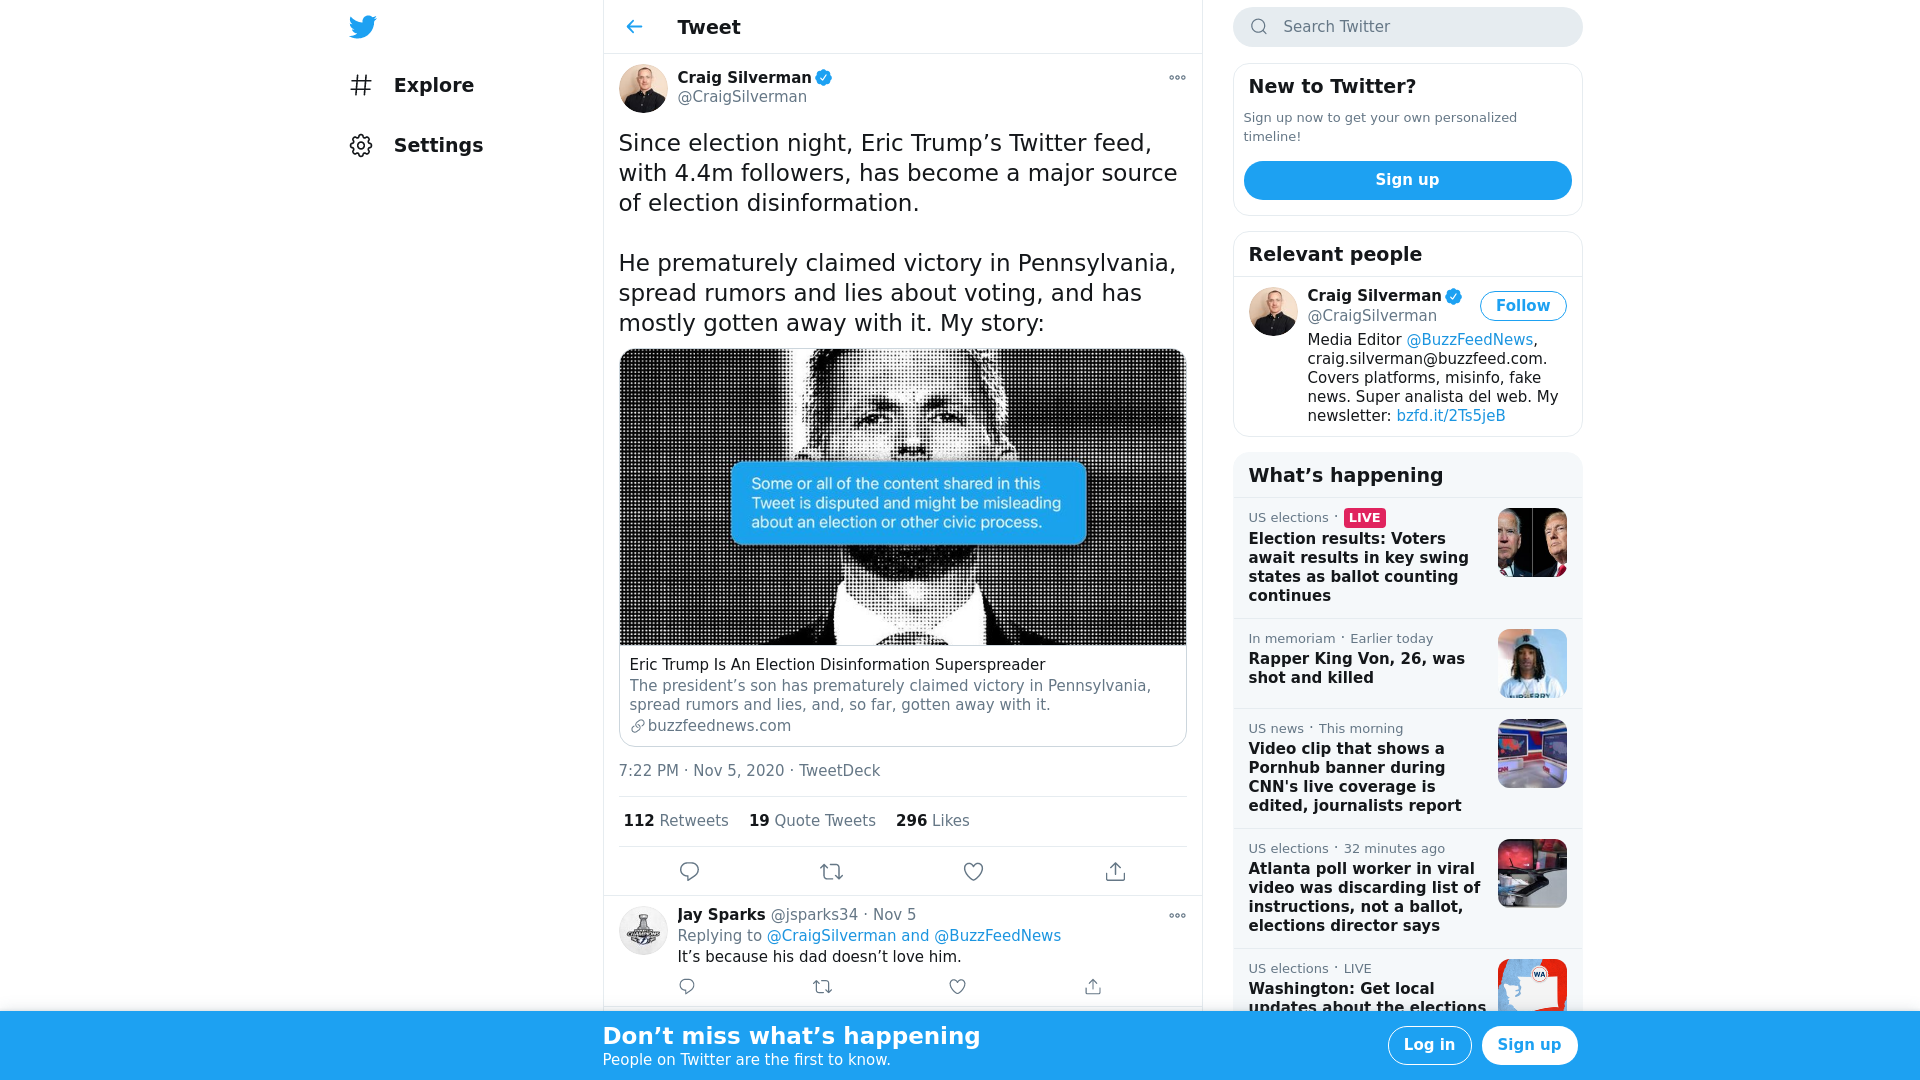 Explore
Settings
Tweet
Craig Silverman
@CraigSilverman
Since election night, Eric Trump’s Twitter feed,
with 4.4m followers, has become a major source
of election disinformation.
He prematurely claimed victory in Pennsylvania,
spread rumors and lies about voting, and has
mostly gotten away with it. My story:
Some or all of the content shared in this
Tweet is disputed and might be misleading
about an election or other civic process.
Eric Trump Is An Election Disinformation Superspreader
The president’s son has prematurely claimed victory in Pennsylvania,
spread rumors and lies, and, so far, gotten away with it.
buzzfeednews.com
7:22 PM · Nov 5, 2020 · TweetDeck
112 Retweets 19 Quote Tweets 296 Likes
Jay Sparks @jsparks34 · Nov 5
Replying to @CraigSilverman and @BuzzFeedNews
It’s because his dad doesn’t love him.
Search Twitter
New to Twitter?
Sign up now to get your own personalized
timeline!
Sign up
Relevant people
Craig Silverman
@CraigSilverman
Follow
Media Editor @BuzzFeedNews,
craig.silverman@buzzfeed.com.
Covers platforms, misinfo, fake
news. Super analista del web. My
newsletter: bzfd.it/2Ts5jeB
What’s happening
US elections · LIVE
Election results: Voters
await results in key swing
states as ballot counting
continues
In memoriam · Earlier today
Rapper King Von, 26, was
shot and killed
US news · This morning
Video clip that shows a
Pornhub banner during
CNN's live coverage is
edited, journalists report
US elections · 32 minutes ago
Atlanta poll worker in viral
video was discarding list of
instructions, not a ballot,
elections director says
US elections · LIVE
Washington: Get local
updates about the elections
WA
Don’t miss what’s happening
People on Twitter are the first to know.
Log in
Sign up